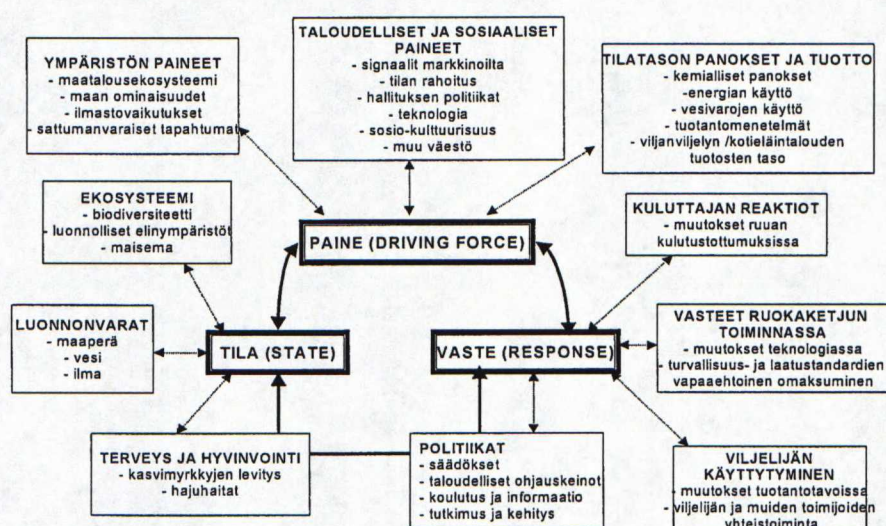 TALOUDELLISET JA SOSIAALISET
PAINEET
- signaalit markkinoilta
- tilan rahoitus
- hallituksen politiikat
- teknologia
- sosio-kulttuurisuus
- muu väestö
YMPÄRISTÖN PAINEET
- maatalousekosysteemi
- maan ominaisuudet
- ilmastovaikutukset
- sattumanvaraiset tapahtumat
TILATASON PANOKSET JA TUOTTO
- kemialliset panokset
-energian käyttö
- vesivarojen käyttö
- tuotantomenetelmät
- viljanviljelyn /kotieläintalouden
tuotosten taso
EKOSYSTEEMI
- biodiversiteetti
- luonnolliset elinympäristöt
- maisema
PAINE (DRIVING FORCE)
KULUTTAJAN REAKTIOT
- muutokset ruuan
kulutustottumuksissa
LUONNONVARAT
- maaperä
- vesi
- ilma
TILA (STATE)
VASTE (RESPONSE)
VASTEET RUOKAKETJUN
TOIMINNASSA
- muutokset teknologiassa
- turvallisuus- ja laatustandardien
vapaaehtoinen omaksuminen
TERVEYS JA HYVINVOINTI
- kasvimyrkkyjen levitys
- hajuhaitat
POLITIIKAT
- säädökset
- taloudelliset ohjauskeinot
- koulutus ja informaatio
- tutkimus ja kehitys
VILJELIJÄN
KÄYTTYTYMINEN
- muutokset tuotantotavoissa
- viljelijän ja muiden toimijoiden
yhteistoiminta